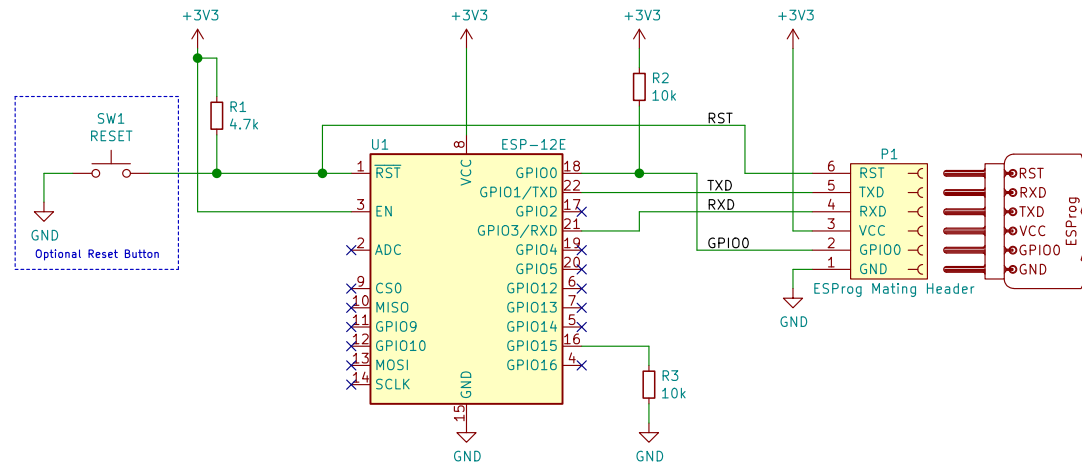 +3V3
+3V3
+3V3
+3V3
R1
4.7k
R2
10k
SW1
RESET
GND
Optional Reset Button
U1
ESP-12E
8
VCC
1
RST
3
EN
2
ADC
9
CS0
10
MISO
11
GPIO9
12
GPIO10
13
MOSI
14
SCLK
15
GND
GND
GPIO0
18
GPIO1/TXD
22
GPIO2
17
GPIO3/RXD
21
GPIO4
19
GPIO5
20
GPIO12
6
GPIO13
7
GPIO14
5
GPIO15
16
GPIO16
4
R3
10k
GND
RST
TXD
RXD
GPIO0
P1
6
RST
5
TXD
4
RXD
3
VCC
2
GPIO0
1
GND
ESProg Mating Header
GND
RST
RXD
TXD
VCC
GPIO0
GND
ESProg